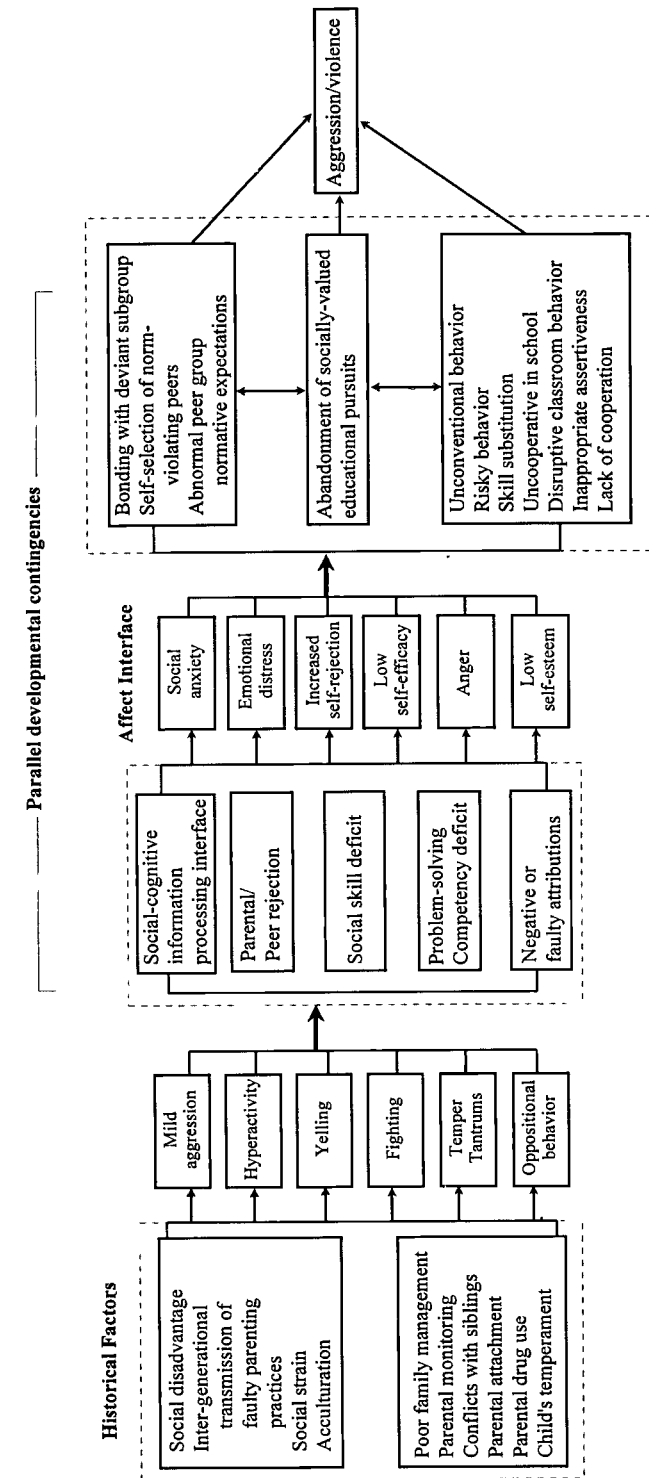 Parallel developmental contingencies
Historical Factors
Social disadvantage
Inter-generational
transmission of
faulty parenting
practices
Social strain
Acculturation
Poor family management
Parental monitoring
Conflicts with siblings
Parental attachment
Parental drug use
Child's temperament
Mild
aggression
Hyperactivity
Yelling
Fighting
Temper
Tantrums
Oppositional
behavior
Social-cognitive
information
processing interface
Parental/
Peer rejection
Social skill deficit
Problem-solving
Competency deficit
Negative or
faulty attributions
Affect Interface
Social
anxiety
Emotional
distress
Increased
self-rejection
Low
self-efficacy
Anger
Low
self-esteem
Bonding with deviant subgroup
Self-selection of norm-
violating peers
Abnormal peer group
normative expectations
Abandonment of socially-valued
educational pursuits
Unconventional behavior
Risky behavior
Skill substitution
Uncooperative in school
Disruptive classroom behavior
Inappropriate assertiveness
Lack of cooperation
Aggression/violence